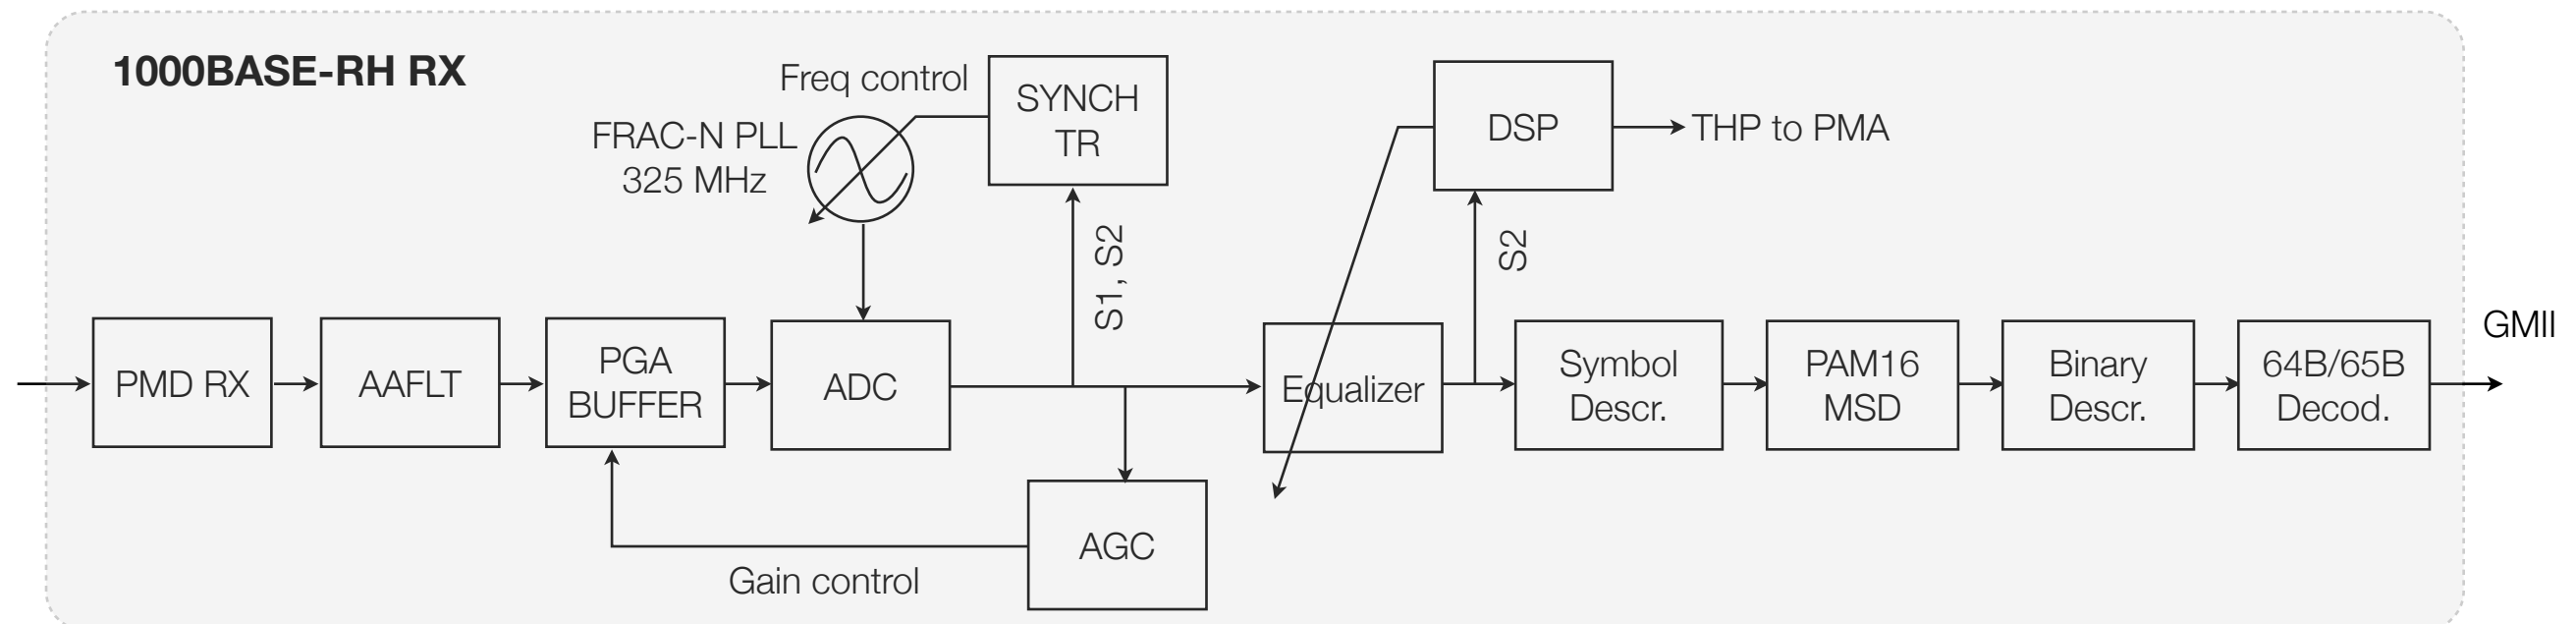 1000BASE-RH RX
Freq control
FRAC-N PLL
325 MHz
SYNCH
TR
DSP
THP to PMA
S1, S2
S2
GMII
PMD RX
AAFLT
PGA
BUFFER
ADC
Equalizer
Symbol
Descr.
PAM16
MSD
Binary
Descr.
64B/65B
Decod.
AGC
Gain control